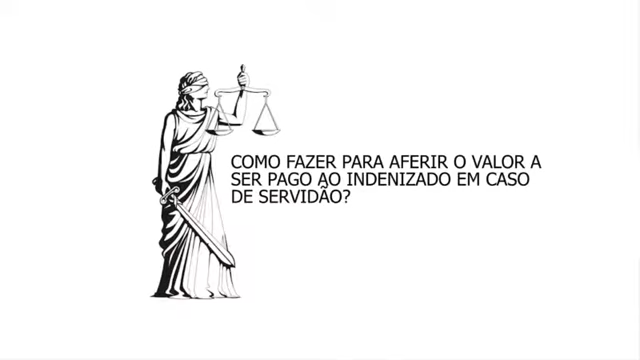 COMO FAZER PARA AFERIR O VALOR A
SER PAGO AO INDENIZADO EM CASO
DE SERVIDÃO?